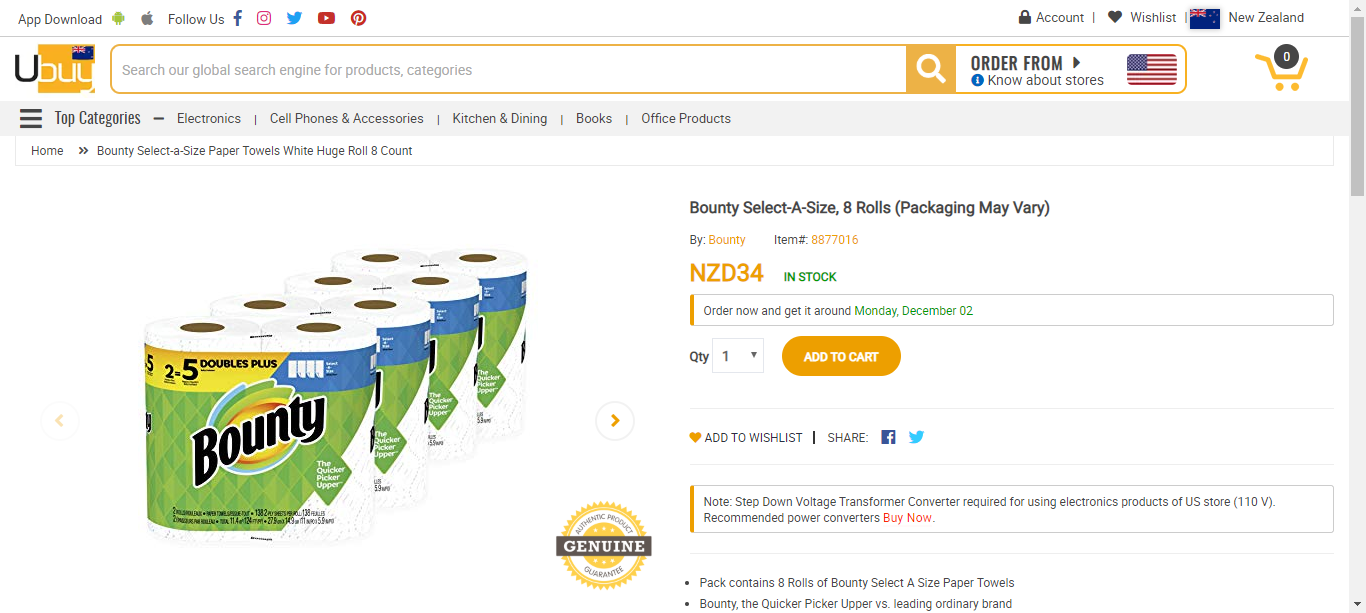 App Download Follow Us
Account | Wishlist | New Zealand
Ubuy
Search our global search engine for products, categories
ORDER FROM
Know about stores
0
Top Categories
Electronics | Cell Phones & Accessories | Kitchen & Dining | Books | Office Products
Home » Bounty Select-a-Size Paper Towels White Huge Roll 8 Count
2=5 DOUBLES PLUS
Select-a-Size
Bounty
The Quicker Picker Upper
AUTHENTIC PRODUCT
GENUINE
GUARANTEE
Bounty Select-A-Size, 8 Rolls (Packaging May Vary)
By: Bounty Item#: 8877016
NZD34 IN STOCK
Order now and get it around Monday, December 02
Qty 1 ADD TO CART
ADD TO WISHLIST | SHARE:
Note: Step Down Voltage Transformer Converter required for using electronics products of US store (110 V).
Recommended power converters Buy Now.
• Pack contains 8 Rolls of Bounty Select A Size Paper Towels
• Bounty, the Quicker Picker Upper vs. leading ordinary brand